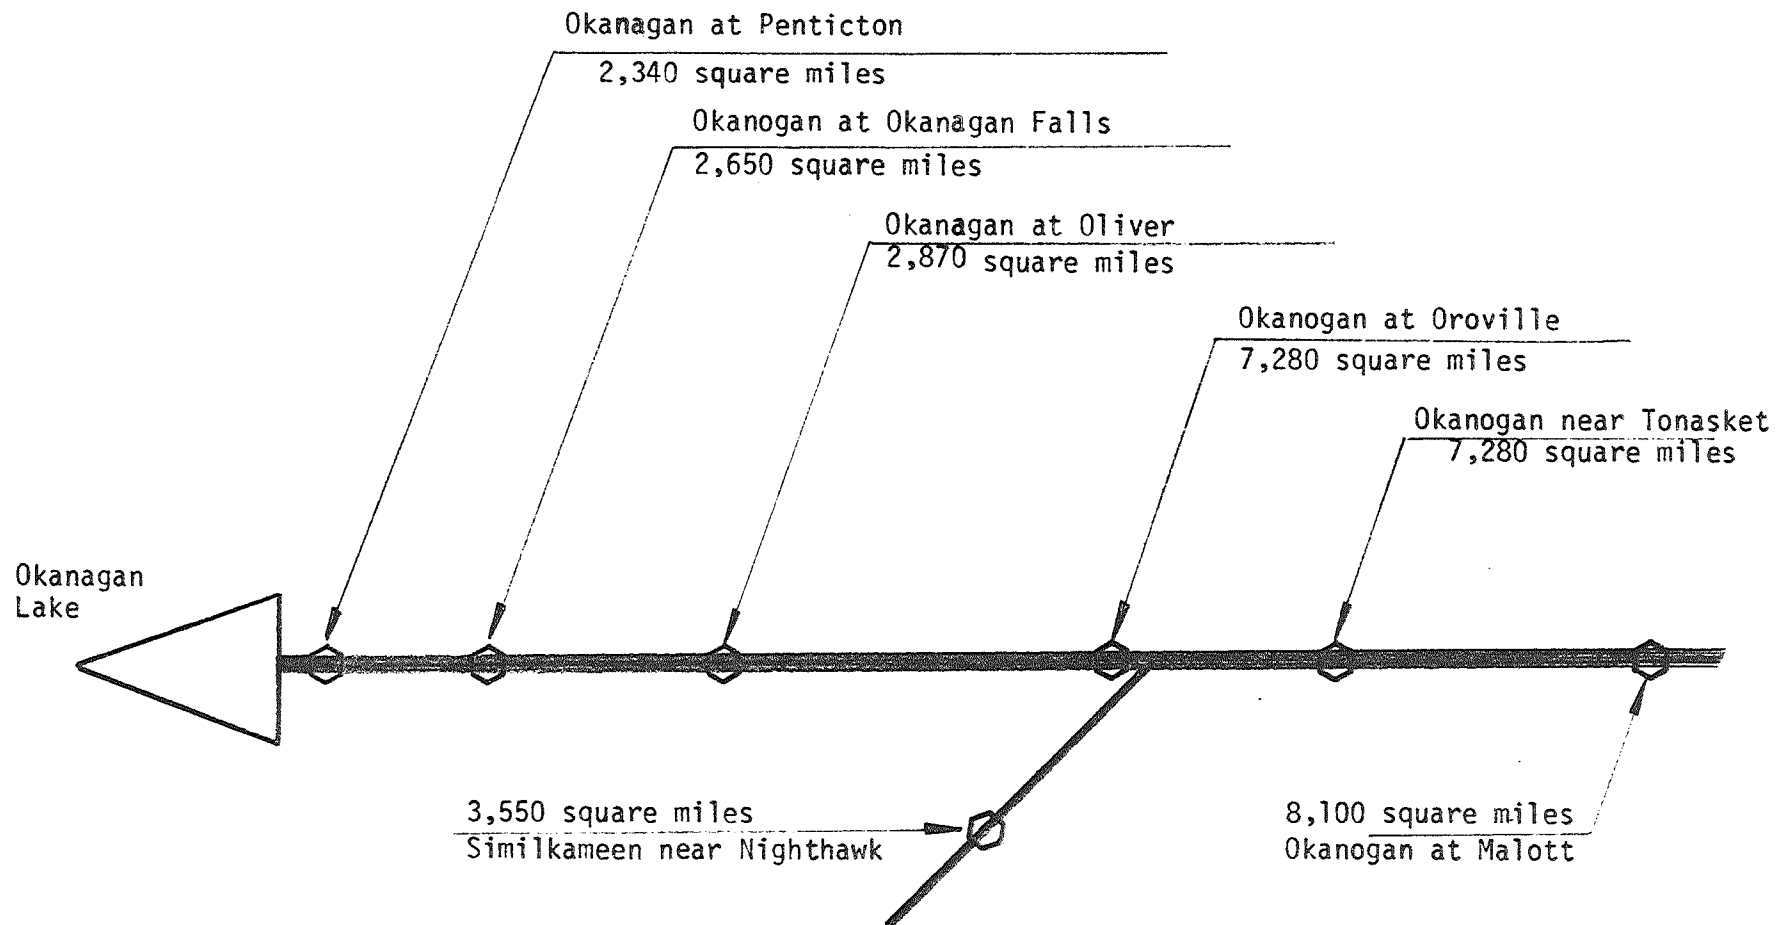 Okanagan at Penticton
2,340 square miles
Okanogan at Okanagan Falls
2,650 square miles
Okanagan at Oliver
2,870 square miles
Okanogan at Oroville
7,280 square miles
Okanogan near Tonasket
7,280 square miles
Okanagan
Lake
3,550 square miles
Similkameen near Nighthawk
8,100 square miles
Okanogan at Malott